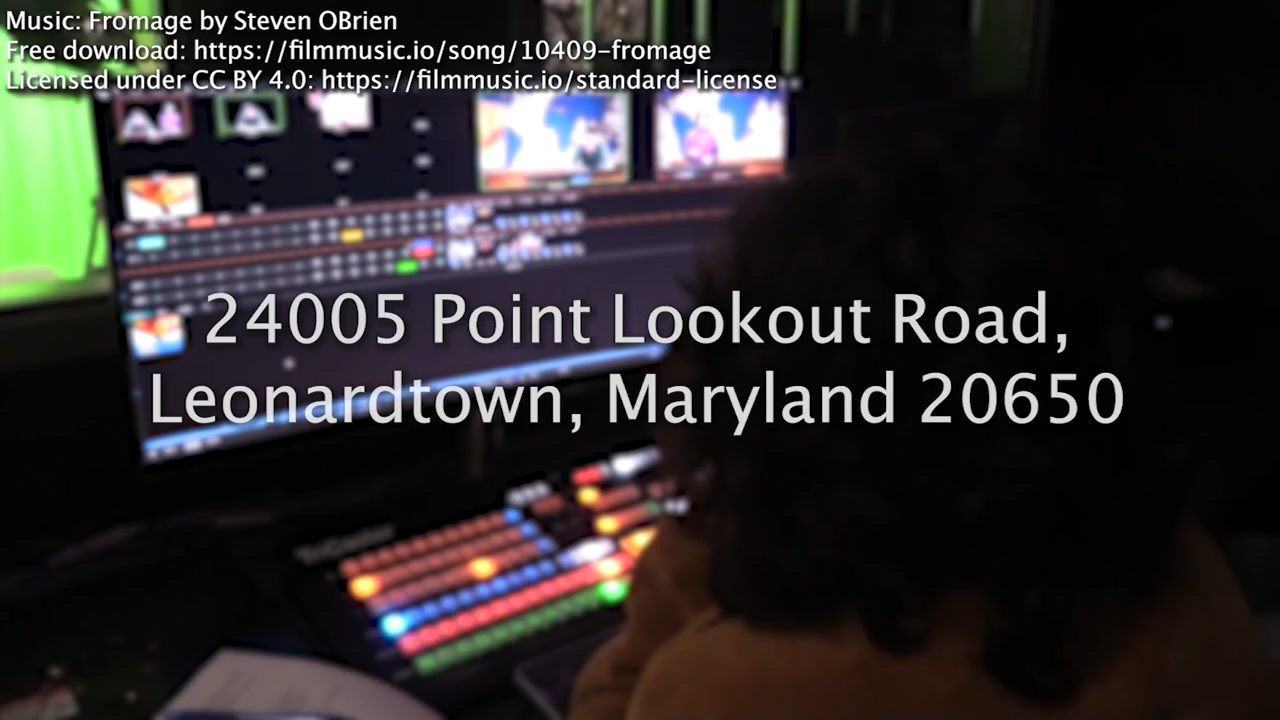 Music: Fromage by Steven OBrien
Free download: https://filmmusic.io/song/10409-fromage
Licensed under CC BY 4.0: https://filmmusic.io/standard-license
24005 Point Lookout Road,
Leonardtown, Maryland 20650
TriCaster